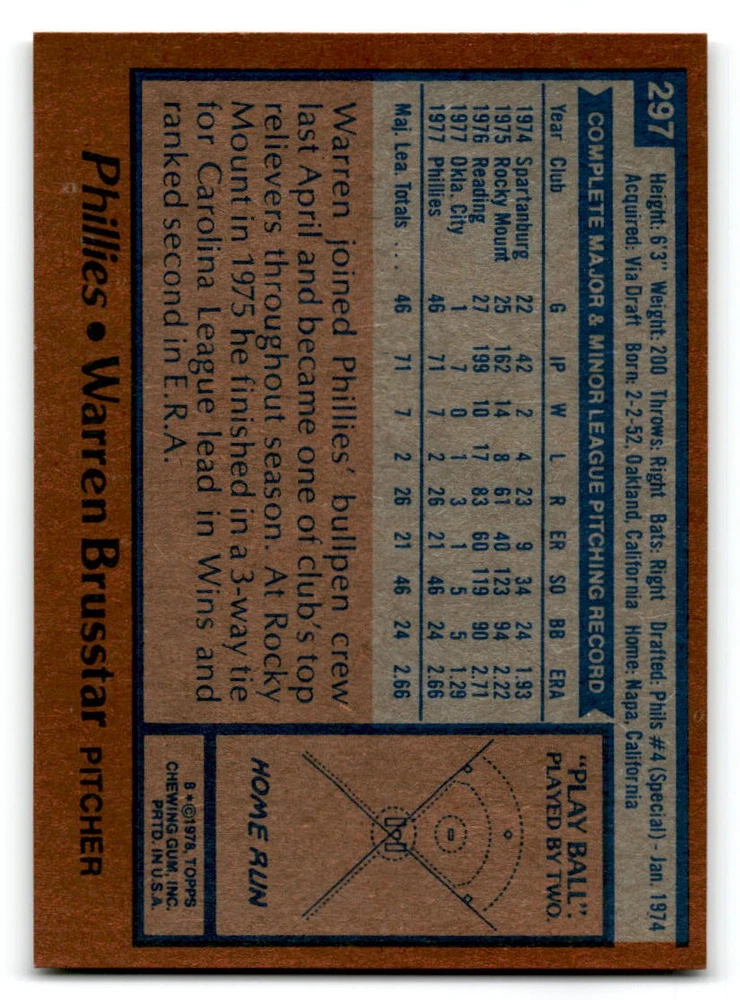 297
Height: 6'3" Weight: 200 Throws: Right Bats: Right Drafted: Phils #4 (Special) - Jan. 1974
Acquired: Via Draft Born: 2-2-52, Oakland, California Home: Napa, California
COMPLETE MAJOR & MINOR LEAGUE PITCHING RECORD
Year Club G IP W L R ER SO BB ERA
1974 Spartanburg 22 42 2 4 23 9 34 24 1.93
1975 Rocky Mount 25 162 14 8 61 40 123 94 2.22
1976 Reading 27 199 10 17 83 60 119 90 2.71
1977 Okla. City 1 7 0 1 3 1 5 5 1.29
1977 Phillies 46 71 7 2 26 21 46 24 2.66
Maj. Lea. Totals . . . 46 71 7 2 26 21 46 24 2.66
Warren joined Phillies' bullpen crew
last April and became one of club's top
relievers throughout season. At Rocky
Mount in 1975 he finished in a 3-way tie
for Carolina League lead in Wins and
ranked second in E.R.A.
"PLAY BALL".
PLAYED BY TWO.
HOME RUN
B * © 1978, TOPPS
CHEWING GUM, INC.
PRTD. IN U.S.A.
Phillies • Warren Brusstar PITCHER